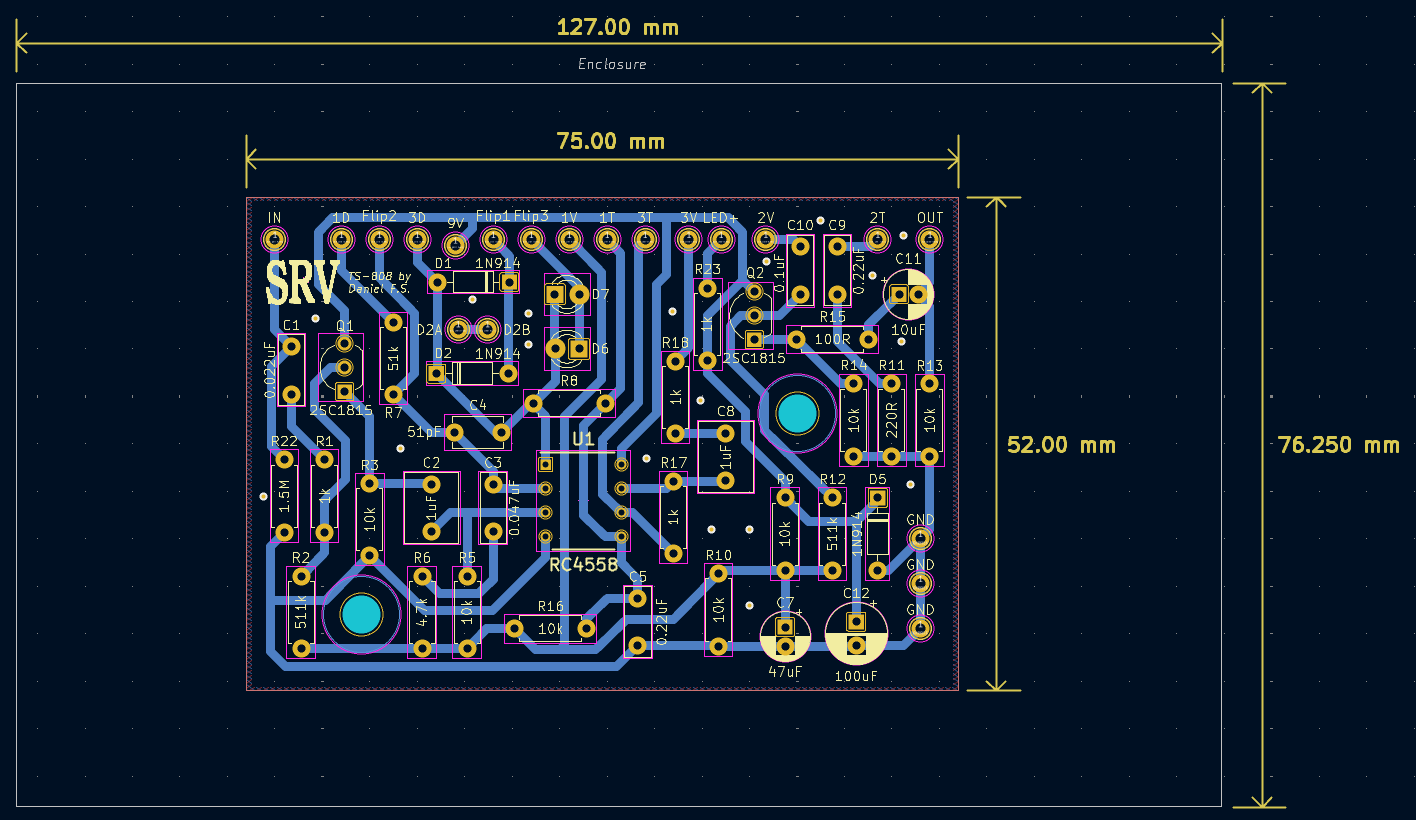 127.00 mm
Enclosure
75.00 mm
IN 1D Flip2 3D 9V Flip1 Flip3 1V 1T 3T 3V LED+ 2V C10 C9 2T OUT
SRV
TS-808 by
Daniel F.S.
D1 1N914
D7
R23
1k
Q2
2SC1815
0.1uF
0.22uF
C11
+
10uF
C1
0.022uF
Q1
2SC1815
51k
R7
D2A D2B
D2 1N914
D6
R18
1k
R15
100R
R8
C4
51pF
C8
1uF
R14
10k
R11
220R
R13
10k
U1
RC4558
52.00 mm
76.250 mm
R22
1.5M
R1
1k
R3
10k
C2
1uF
C3
0.047uF
R17
1k
R9
10k
R12
511k
D5
1N914
GND
GND
GND
R2
511k
R6
4.7k
R5
10k
R16
10k
C5
0.22uF
R10
10k
C7
+
47uF
C12
+
100uF